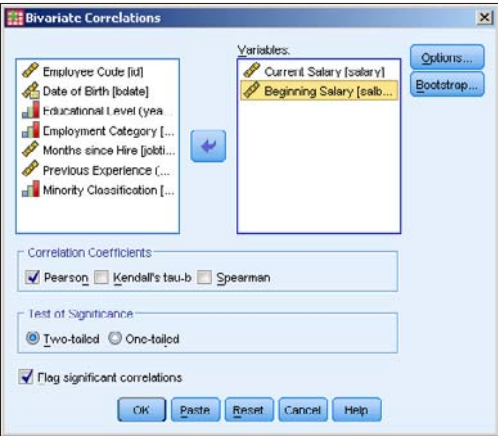 Bivariate Correlations
Variables:
Employee Code [id]
Date of Birth [bdate]
Educational Level (yea...
Employment Category [...
Months since Hire [jobti...
Previous Experience (...
Minority Classification [...
Current Salary [salary]
Beginning Salary [salb...
Options...
Bootstrap...
Correlation Coefficients
Pearson Kendall's tau-b Spearman
Test of Significance
Two-tailed One-tailed
Flag significant correlations
OK Paste Reset Cancel Help